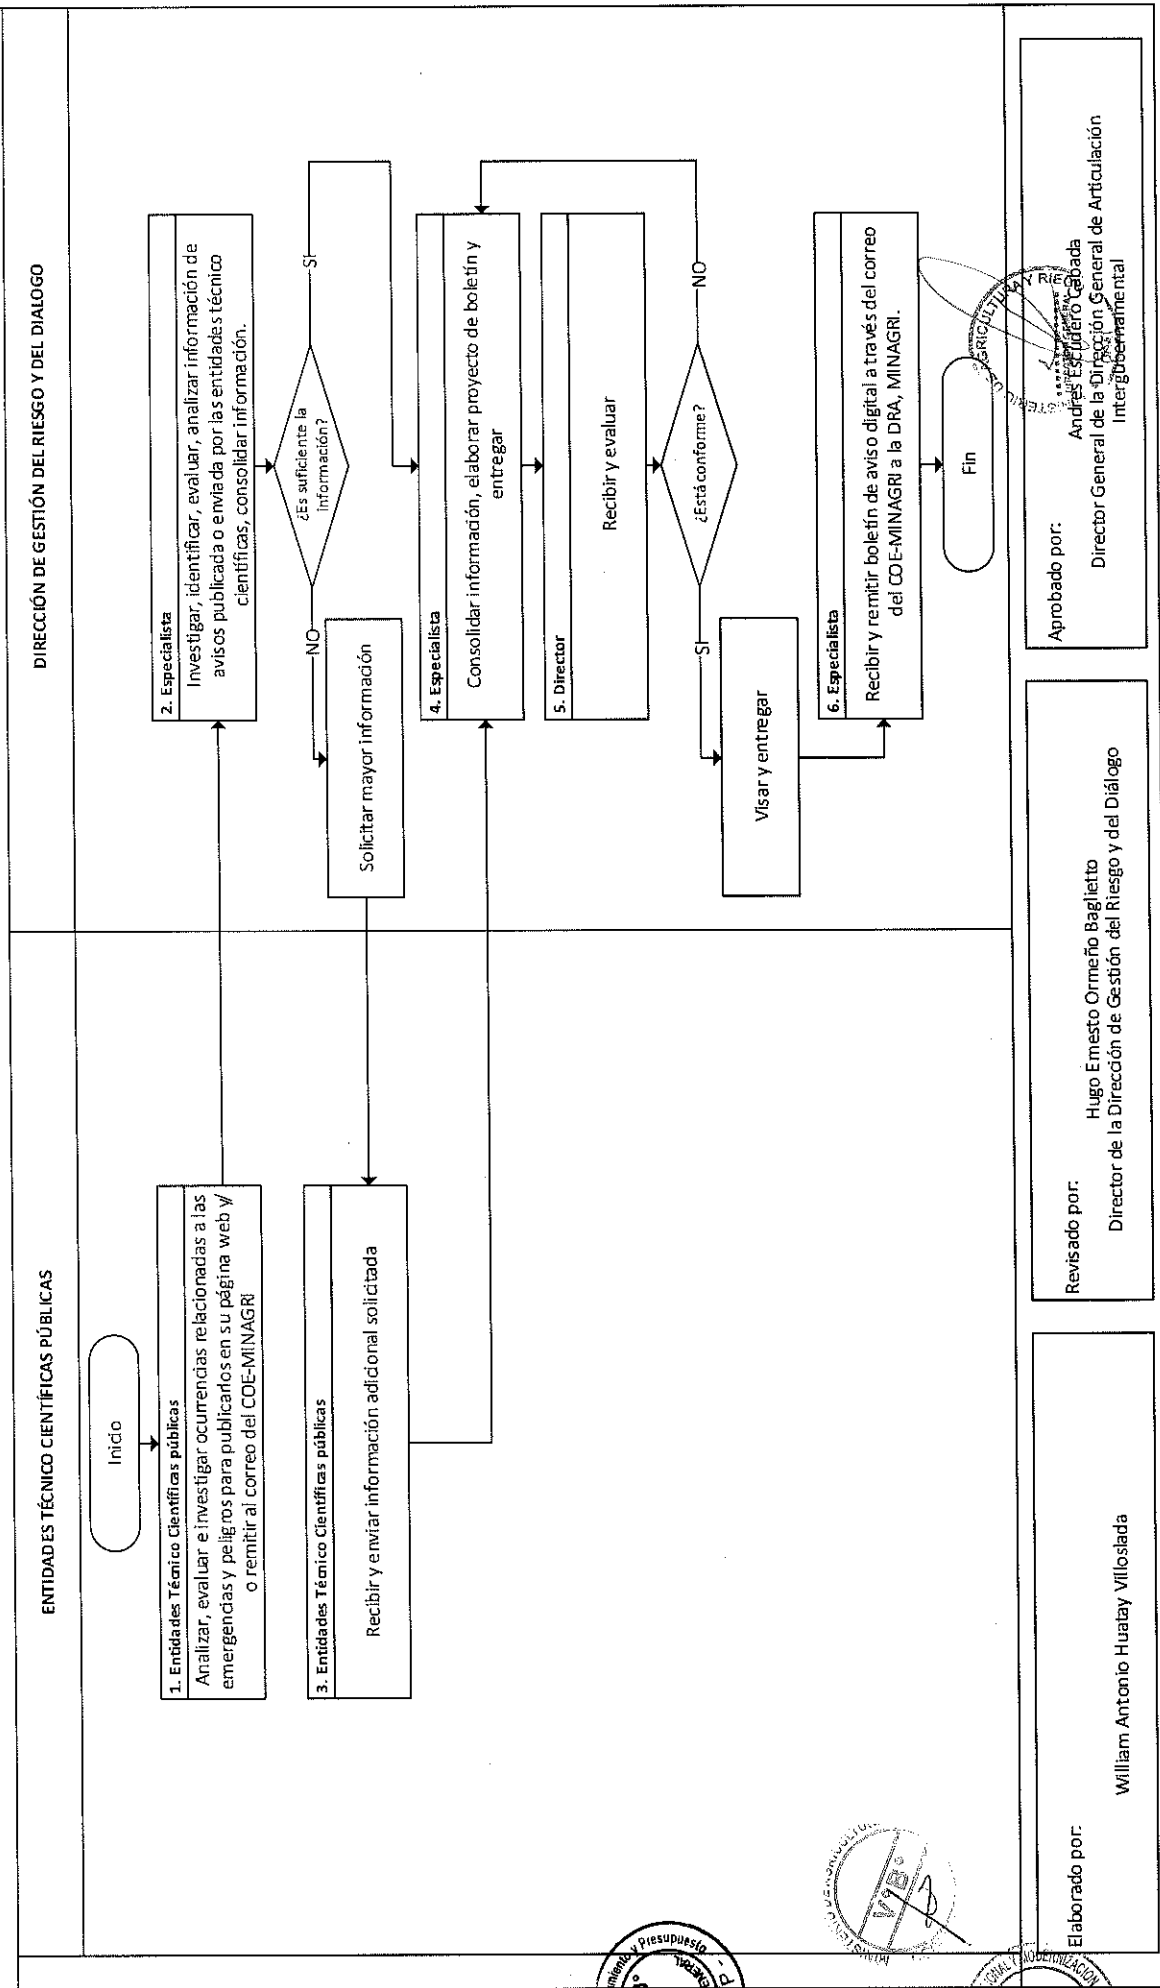 ENTIDADES TÉCNICO CIENTÍFICAS PÚBLICAS
DIRECCIÓN DE GESTIÓN DEL RIESGO Y DEL DIALOGO
Inicio
1. Entidades Técnico Científicas públicas
Analizar, evaluar e investigar ocurrencias relacionadas a las
emergencias y peligros para publicarlos en su página web y/
o remitir al correo del COE-MINAGRI
2. Especialista
Investigar, identificar, evaluar, analizar información de
avisos publicada o enviada por las entidades técnico
científicas, consolidar información.
¿Es suficiente la
información?
NO
SI
Solicitar mayor información
3. Entidades Técnico Científicas públicas
Recibir y enviar información adicional solicitada
4. Especialista
Consolidar información, elaborar proyecto de boletín y
entregar
5. Director
Recibir y evaluar
¿Está conforme?
SI
NO
Visar y entregar
6. Especialista
Recibir y remitir boletín de aviso digital a través del correo
del COE-MINAGRI a la DRA, MINAGRI.
Fin
Elaborado por:
William Antonio Huatay Villoslada
Revisado por:
Hugo Ernesto Ormeño Baglietto
Director de la Dirección de Gestión del Riesgo y del Diálogo
Aprobado por:
Andres Escudero Cabada
Director General de la Dirección General de Articulación
Intergubernamental
V°B°
Presupuesto